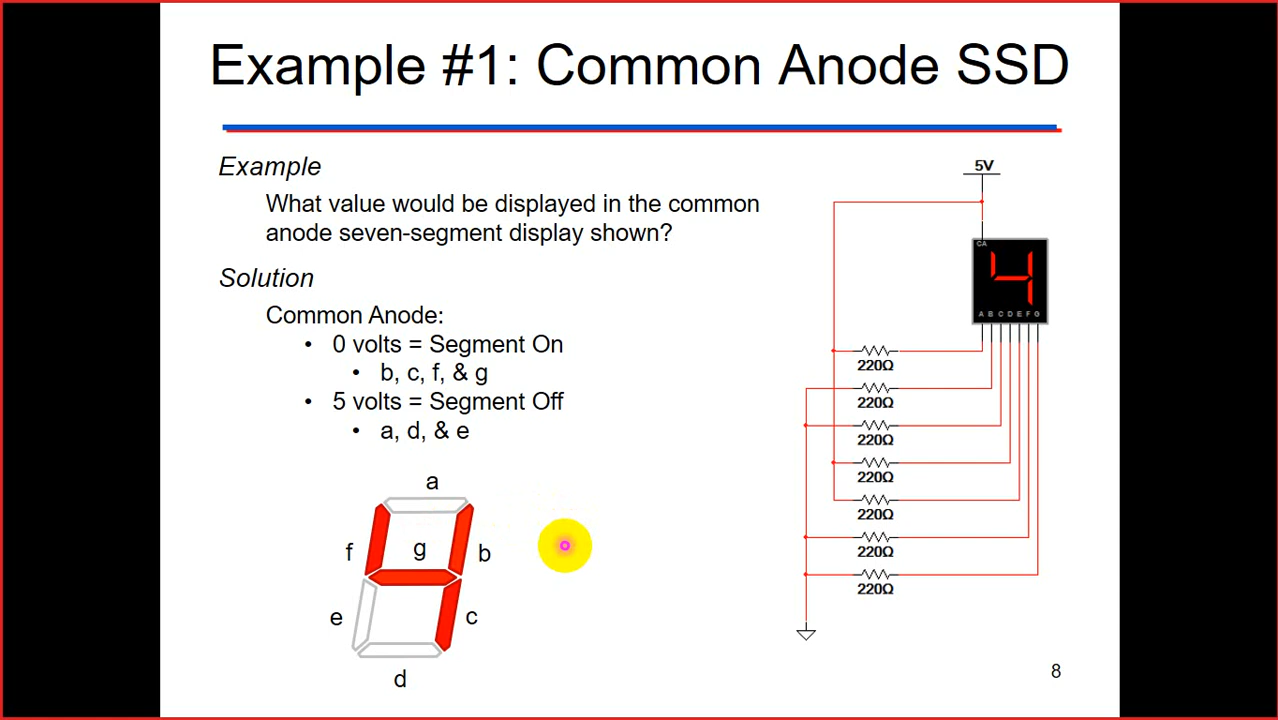 Example #1: Common Anode SSD
Example
What value would be displayed in the common
anode seven-segment display shown?
Solution
Common Anode:
• 0 volts = Segment On
• b, c, f, & g
• 5 volts = Segment Off
• a, d, & e
a
f
g
b
e
c
d
5V
CA
4
A B C D E F G
220Ω
220Ω
220Ω
220Ω
220Ω
220Ω
220Ω
8